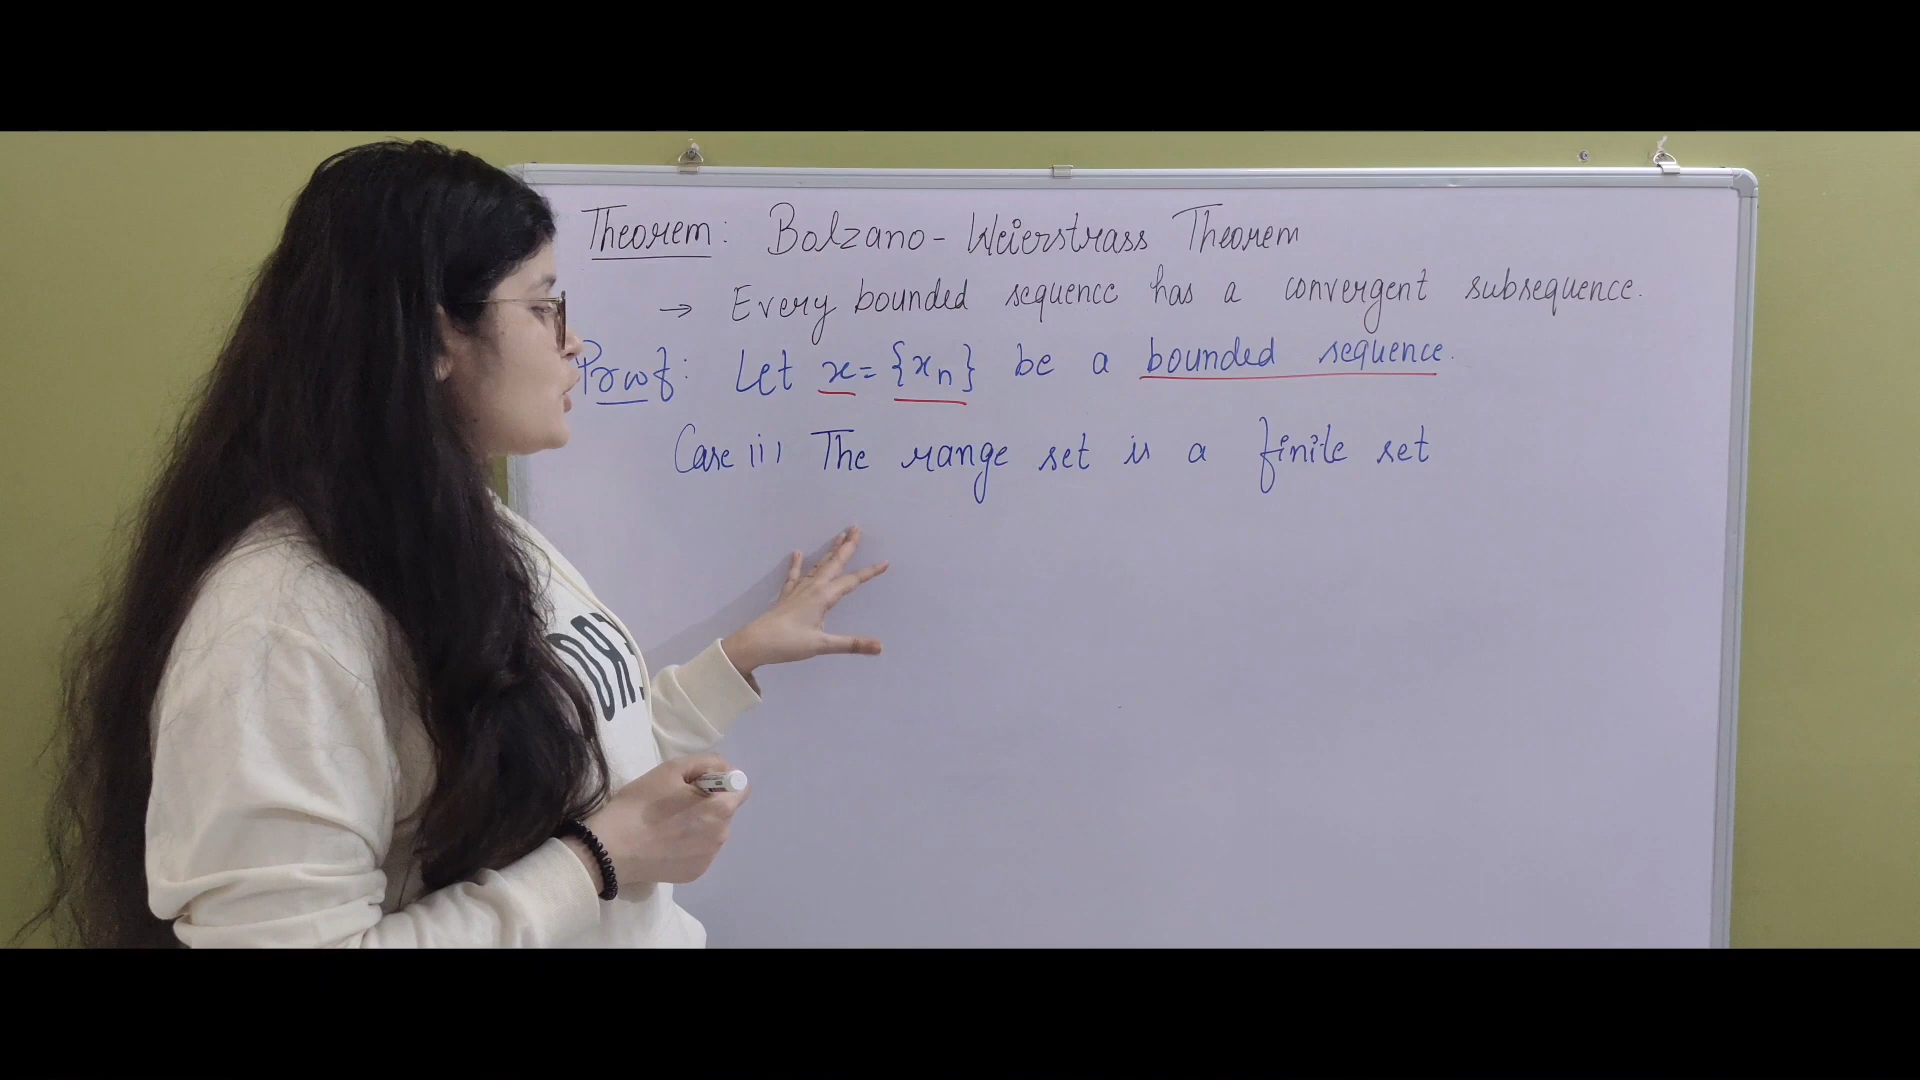 Theorem: Bolzano-Weierstrass Theorem
→ Every bounded sequence has a convergent subsequence.
Proof: Let x = {xn} be a bounded sequence.
Case (i) The range set is a finite set